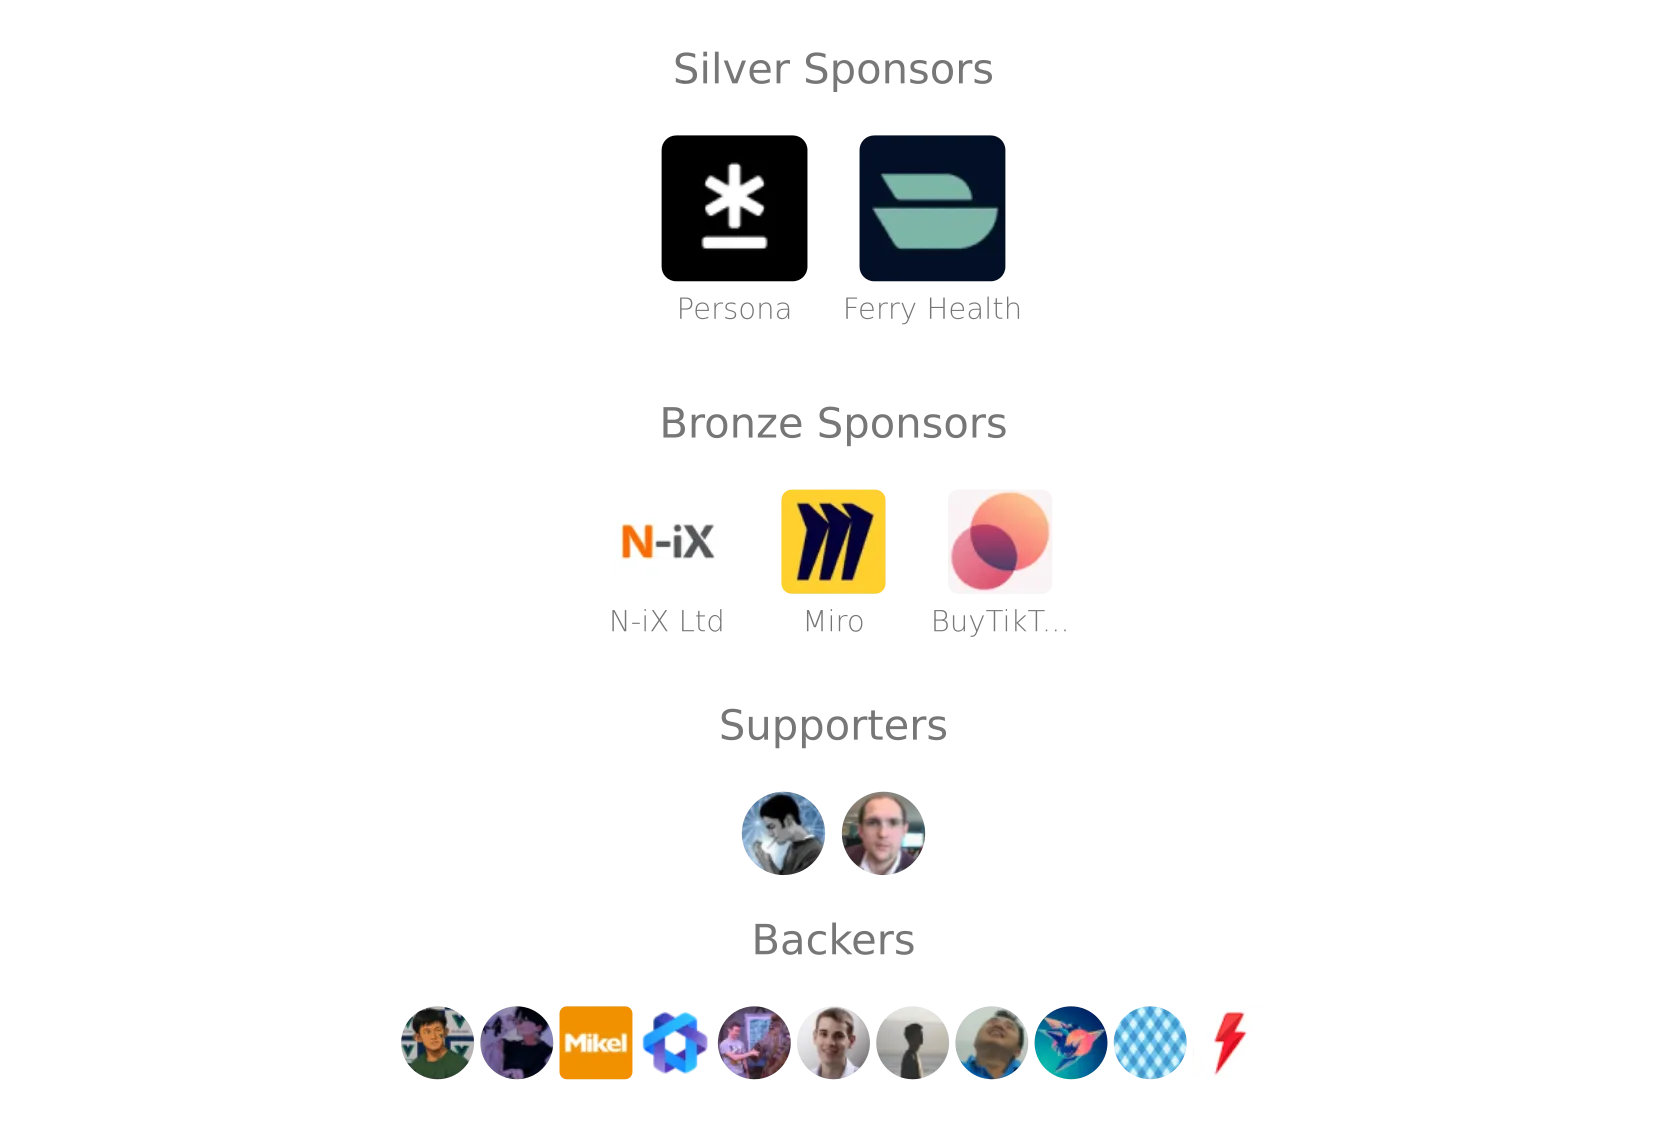 Silver Sponsors
Persona
Ferry Health
Bronze Sponsors
N-iX
N-iX Ltd
Miro
BuyTikT...
Supporters
Backers
Mikel